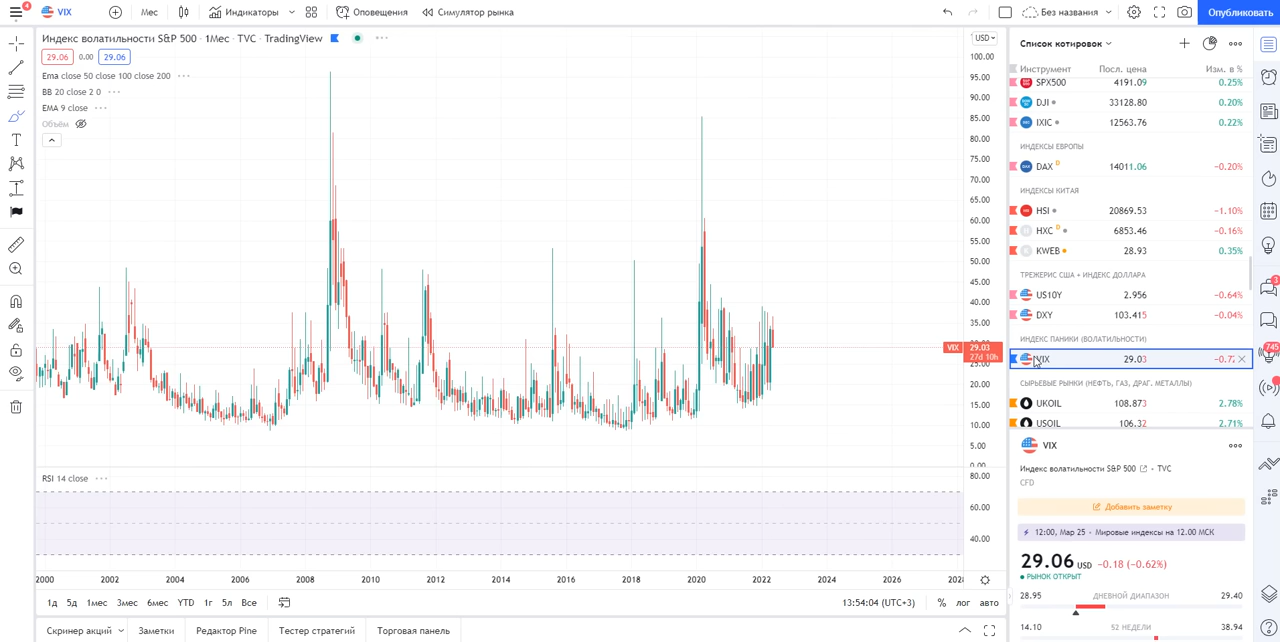 4
VIX
Мес
Индикаторы
Оповещения
Симулятор рынка
Без названия
Опубликовать
Индекс волатильности S&P 500 · 1Мес · TVC · TradingView
29.06
0.00
29.06
Ema close 50 close 100 close 200
BB 20 close 2 0
EMA 9 close
Объём
USD
100.00
95.00
90.00
85.00
80.00
75.00
70.00
65.00
60.00
55.00
50.00
45.00
40.00
35.00
VIX
29.03
27d 10h
20.00
15.00
10.00
5.00
0.00
RSI 14 close
80.00
60.00
40.00
2000
2002
2004
2006
2008
2010
2012
2014
2016
2018
2020
2022
2024
2026
1д
5д
1мес
3мес
6мес
YTD
1г
5л
Все
13:54:04 (UTC+3)
%
лог
авто
Скринер акций
Заметки
Редактор Pine
Тестер стратегий
Торговая панель
Список котировок
Инструмент
Посл. цена
Изм. в %
SPX500 4191.09 0.25%
DJI 33128.80 0.20%
IXIC 12563.76 0.22%
ИНДЕКСЫ ЕВРОПЫ
DAX D 14011.06 −0.20%
ИНДЕКСЫ КИТАЯ
HSI 20869.53 −1.10%
HXC D 6853.46 −0.16%
KWEB 28.93 0.35%
ТРЕЖЕРИС США + ИНДЕКС ДОЛЛАРА
US10Y 2.956 −0.64%
DXY 103.415 −0.04%
ИНДЕКС ПАНИКИ (ВОЛАТИЛЬНОСТИ)
VIX 29.03 −0.72
СЫРЬЕВЫЕ РЫНКИ (НЕФТЬ, ГАЗ, ДРАГ. МЕТАЛЛЫ)
UKOIL 108.873 2.78%
USOIL 106.32 2.71%
VIX
Индекс волатильности S&P 500 · TVC
CFD
Добавить заметку
12:00, Мар 25 · Мировые индексы на 12.00 МСК
29.06 USD −0.18 (−0.62%)
РЫНОК ОТКРЫТ
28.95 ДНЕВНОЙ ДИАПАЗОН 29.40
14.10 52 НЕДЕЛИ 38.94
3
745